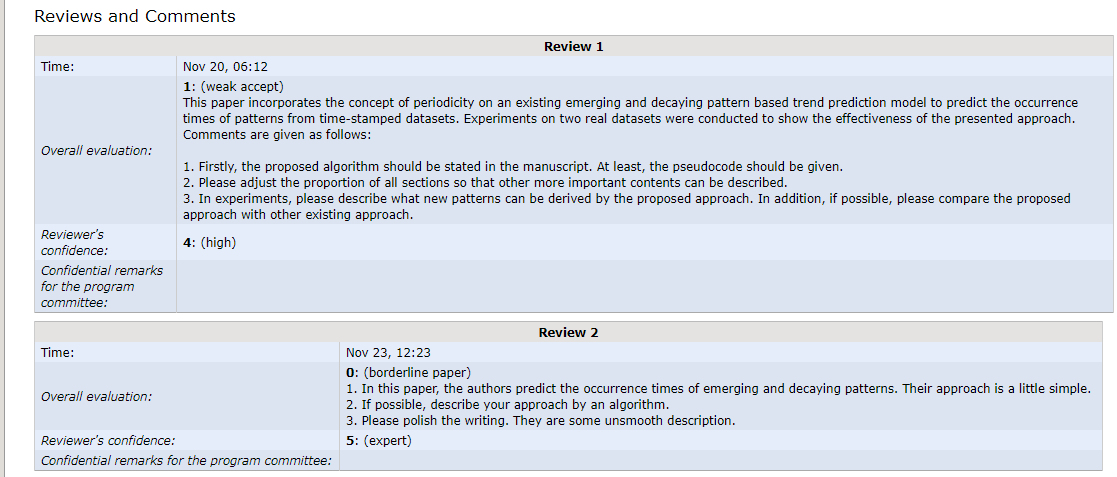 Reviews and Comments
Review 1
Time:
Nov 20, 06:12
Overall evaluation:
1: (weak accept)
This paper incorporates the concept of periodicity on an existing emerging and decaying pattern based trend prediction model to predict the occurrence
times of patterns from time-stamped datasets. Experiments on two real datasets were conducted to show the effectiveness of the presented approach.
Comments are given as follows:
1. Firstly, the proposed algorithm should be stated in the manuscript. At least, the pseudocode should be given.
2. Please adjust the proportion of all sections so that other more important contents can be described.
3. In experiments, please describe what new patterns can be derived by the proposed approach. In addition, if possible, please compare the proposed
approach with other existing approach.
Reviewer's
confidence:
4: (high)
Confidential remarks
for the program
committee:
Review 2
Time:
Nov 23, 12:23
Overall evaluation:
0: (borderline paper)
1. In this paper, the authors predict the occurrence times of emerging and decaying patterns. Their approach is a little simple.
2. If possible, describe your approach by an algorithm.
3. Please polish the writing. They are some unsmooth description.
Reviewer's confidence:
5: (expert)
Confidential remarks for the program committee: